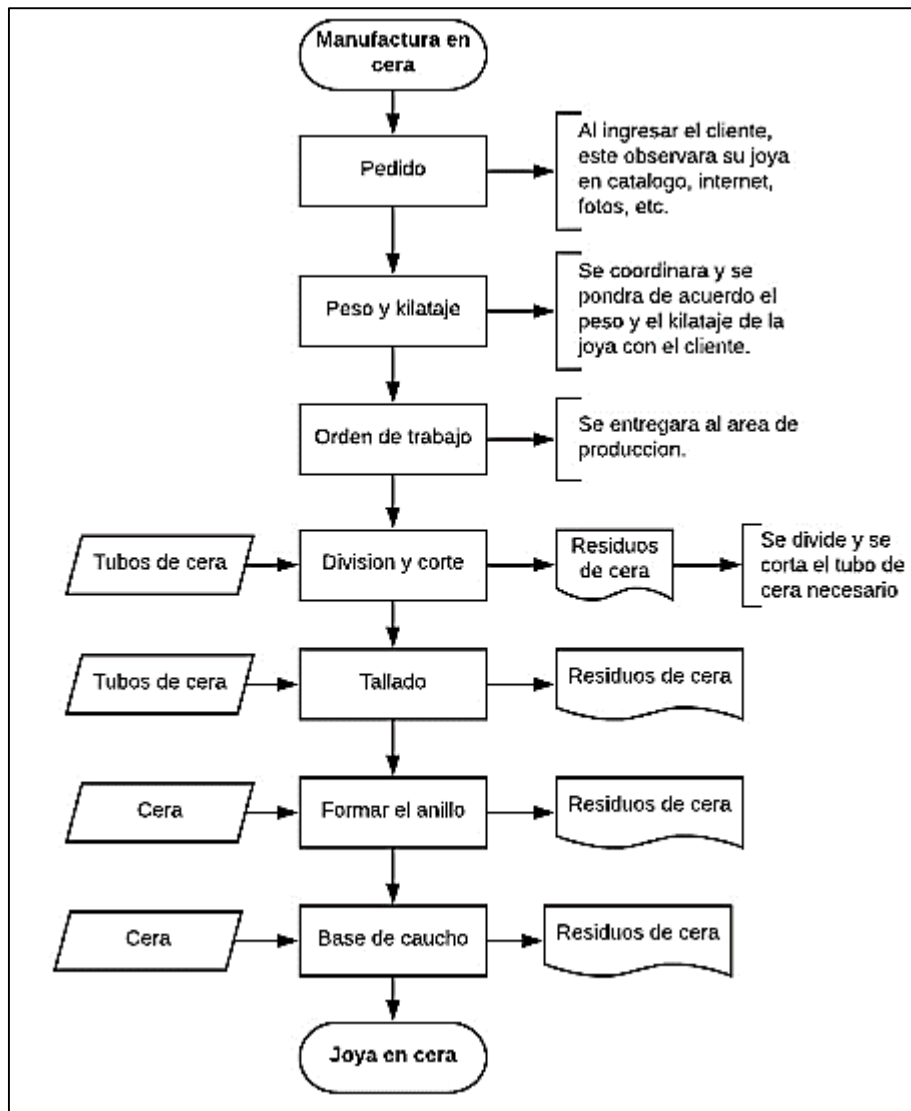 Manufactura en
cera
Pedido
Al ingresar el cliente,
este observara su joya
en catalogo, internet,
fotos, etc.
Peso y kilataje
Se coordinara y se
pondra de acuerdo el
peso y el kilataje de la
joya con el cliente.
Orden de trabajo
Se entregara al area de
produccion.
Tubos de cera
Division y corte
Residuos
de cera
Se divide y se
corta el tubo de
cera necesario
Tubos de cera
Tallado
Residuos de cera
Cera
Formar el anillo
Residuos de cera
Cera
Base de caucho
Residuos de cera
Joya en cera